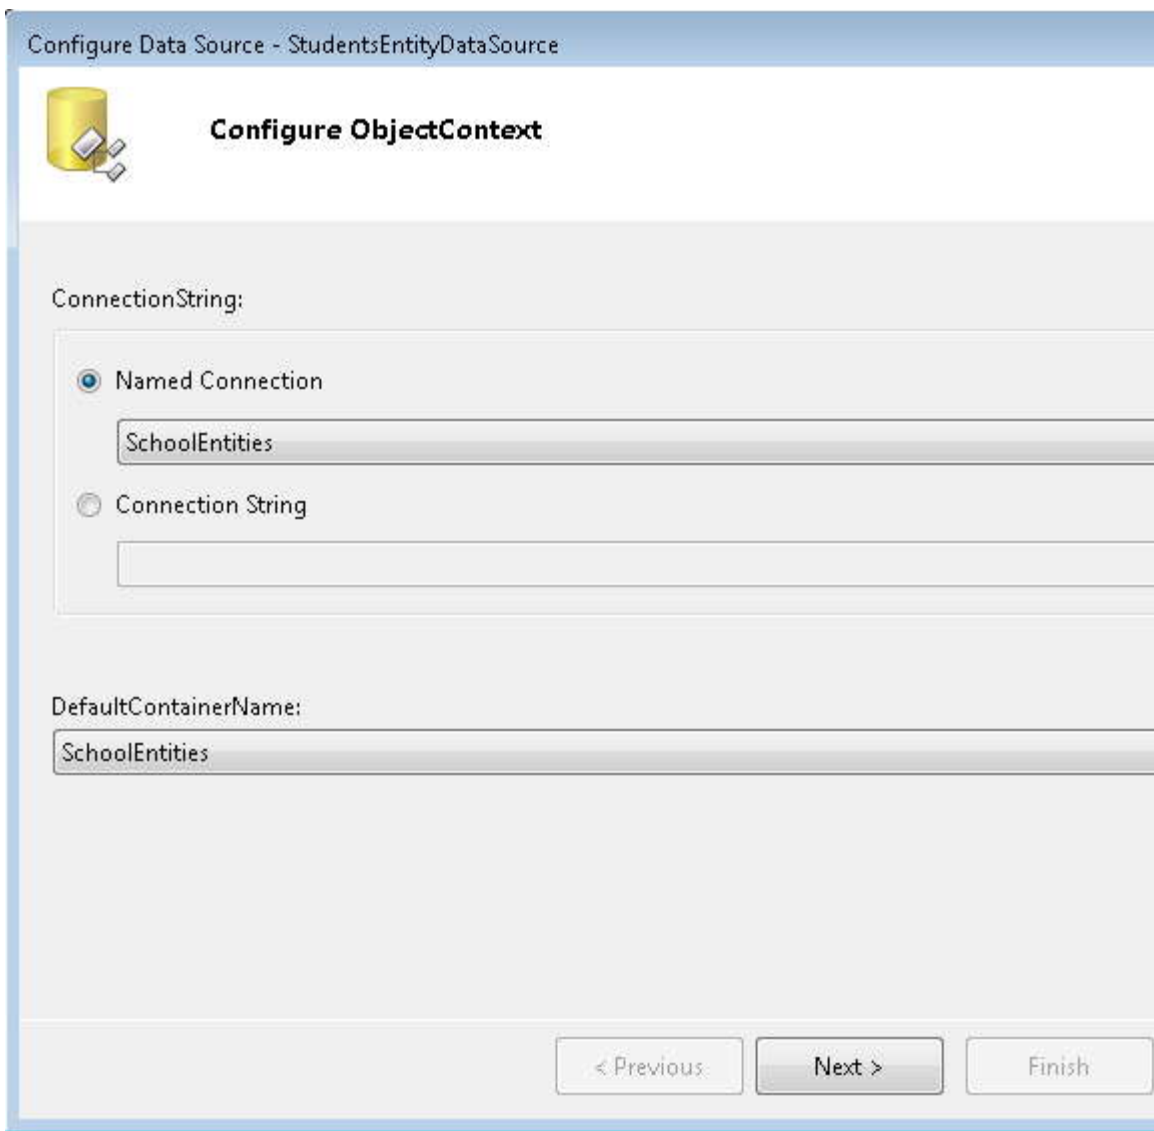 Configure Data Source - StudentsEntityDataSource
Configure ObjectContext
ConnectionString:
Named Connection
SchoolEntities
Connection String
DefaultContainerName:
SchoolEntities
< Previous Next > Finish